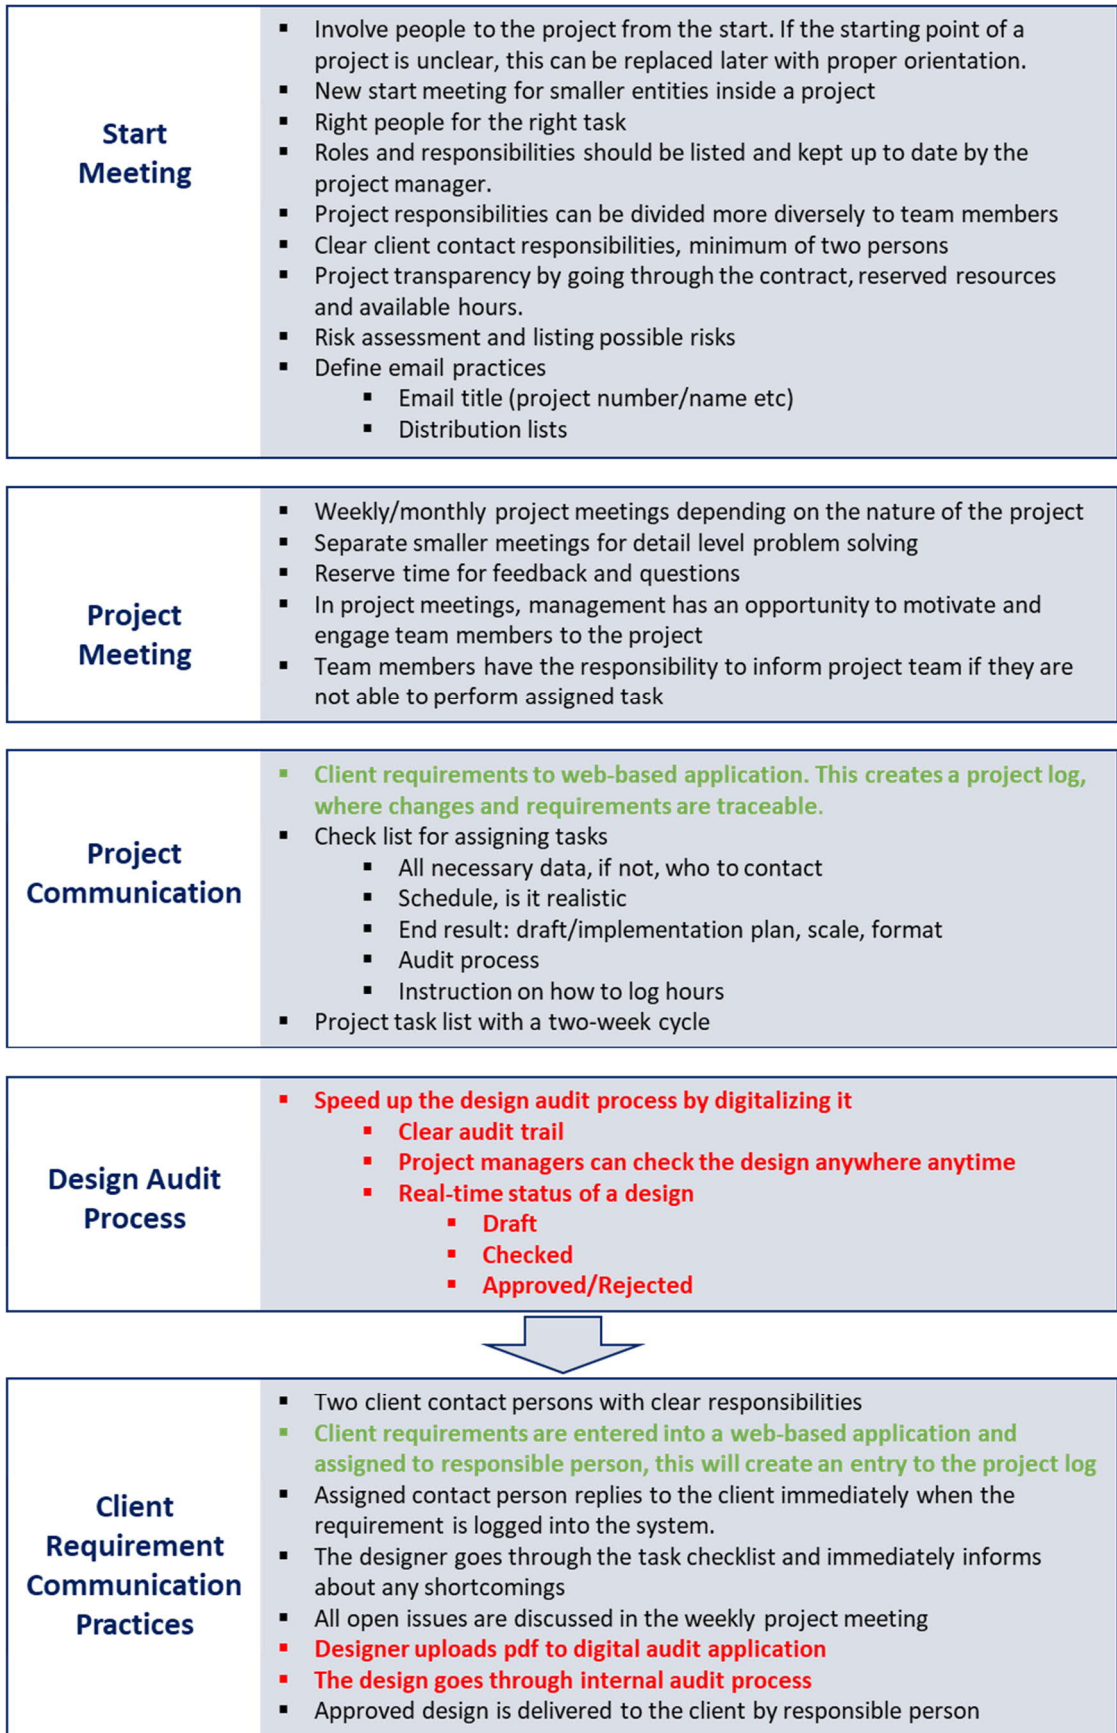 Start
Meeting
▪ Involve people to the project from the start. If the starting point of a
project is unclear, this can be replaced later with proper orientation.
▪ New start meeting for smaller entities inside a project
▪ Right people for the right task
▪ Roles and responsibilities should be listed and kept up to date by the
project manager.
▪ Project responsibilities can be divided more diversely to team members
▪ Clear client contact responsibilities, minimum of two persons
▪ Project transparency by going through the contract, reserved resources
and available hours.
▪ Risk assessment and listing possible risks
▪ Define email practices
▪ Email title (project number/name etc)
▪ Distribution lists
Project
Meeting
▪ Weekly/monthly project meetings depending on the nature of the project
▪ Separate smaller meetings for detail level problem solving
▪ Reserve time for feedback and questions
▪ In project meetings, management has an opportunity to motivate and
engage team members to the project
▪ Team members have the responsibility to inform project team if they are
not able to perform assigned task
Project
Communication
▪ Client requirements to web-based application. This creates a project log,
where changes and requirements are traceable.
▪ Check list for assigning tasks
▪ All necessary data, if not, who to contact
▪ Schedule, is it realistic
▪ End result: draft/implementation plan, scale, format
▪ Audit process
▪ Instruction on how to log hours
▪ Project task list with a two-week cycle
Design Audit
Process
▪ Speed up the design audit process by digitalizing it
▪ Clear audit trail
▪ Project managers can check the design anywhere anytime
▪ Real-time status of a design
▪ Draft
▪ Checked
▪ Approved/Rejected
Client
Requirement
Communication
Practices
▪ Two client contact persons with clear responsibilities
▪ Client requirements are entered into a web-based application and
assigned to responsible person, this will create an entry to the project log
▪ Assigned contact person replies to the client immediately when the
requirement is logged into the system.
▪ The designer goes through the task checklist and immediately informs
about any shortcomings
▪ All open issues are discussed in the weekly project meeting
▪ Designer uploads pdf to digital audit application
▪ The design goes through internal audit process
▪ Approved design is delivered to the client by responsible person